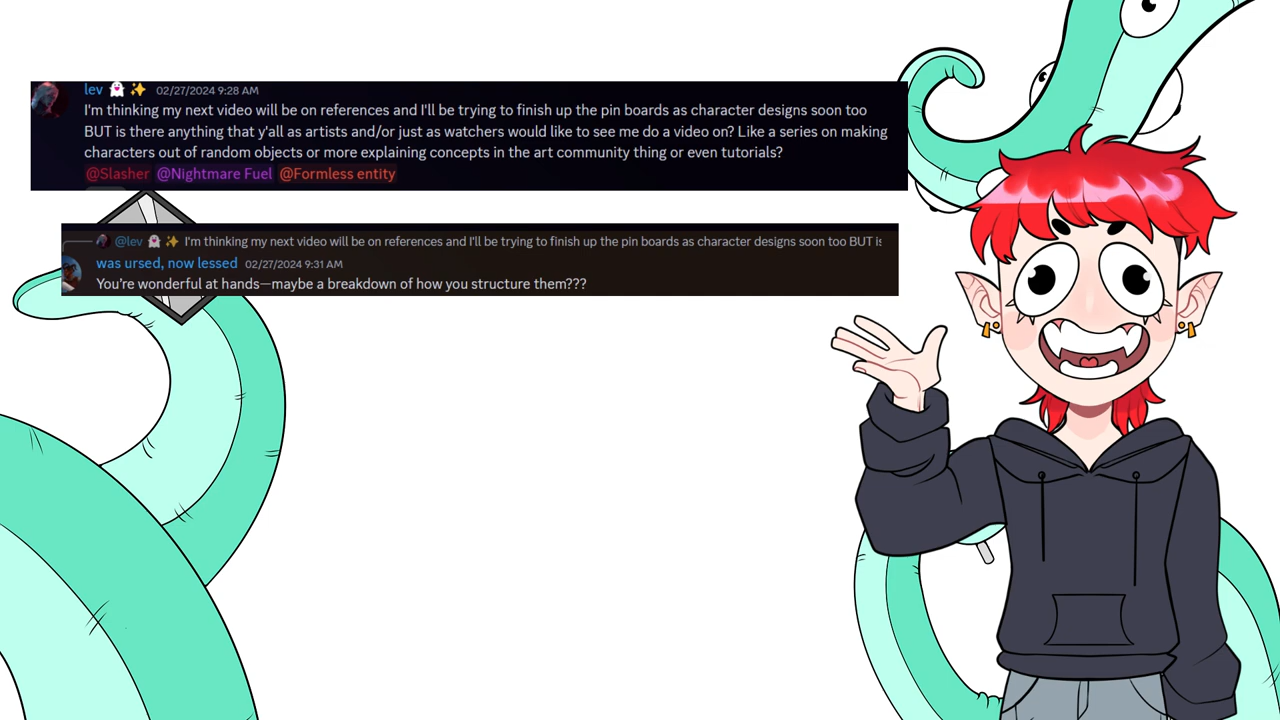 lev 👻 ✨ 02/27/2024 9:28 AM
I'm thinking my next video will be on references and I'll be trying to finish up the pin boards as character designs soon too
BUT is there anything that y'all as artists and/or just as watchers would like to see me do a video on? Like a series on making
characters out of random objects or more explaining concepts in the art community thing or even tutorials?
@Slasher @Nightmare Fuel @Formless entity
@lev 👻 ✨ I'm thinking my next video will be on references and I'll be trying to finish up the pin boards as character designs soon too BUT is
was ursed, now lessed 02/27/2024 9:31 AM
You're wonderful at hands—maybe a breakdown of how you structure them???